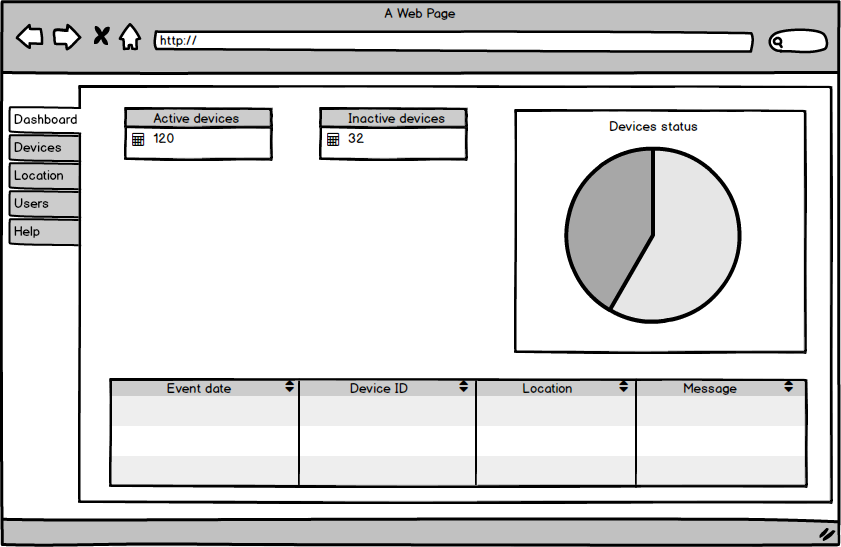 A Web Page
http://
Dashboard
Devices
Location
Users
Help
Active devices
120
Inactive devices
32
Devices status
Event date
Device ID
Location
Message